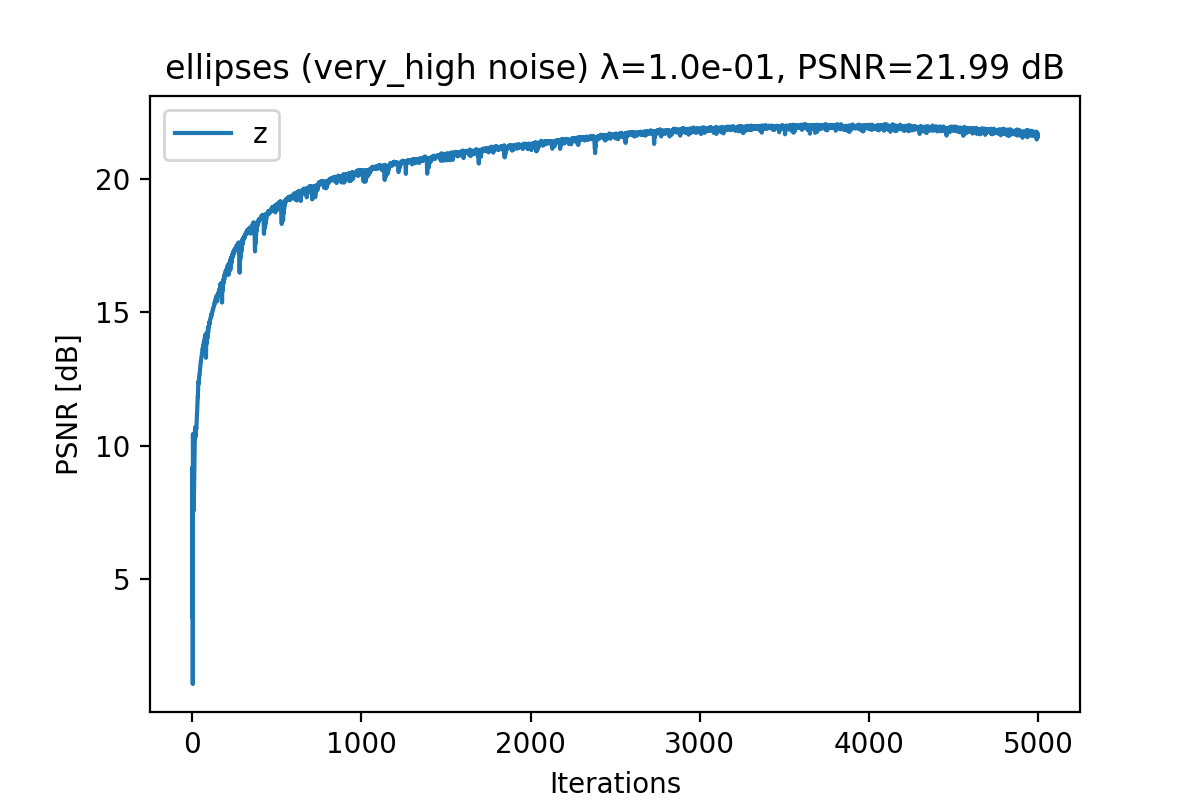 ellipses (very_high noise) λ=1.0e-01, PSNR=21.99 dB
z
PSNR [dB]
20
15
10
5
0 1000 2000 3000 4000 5000
Iterations